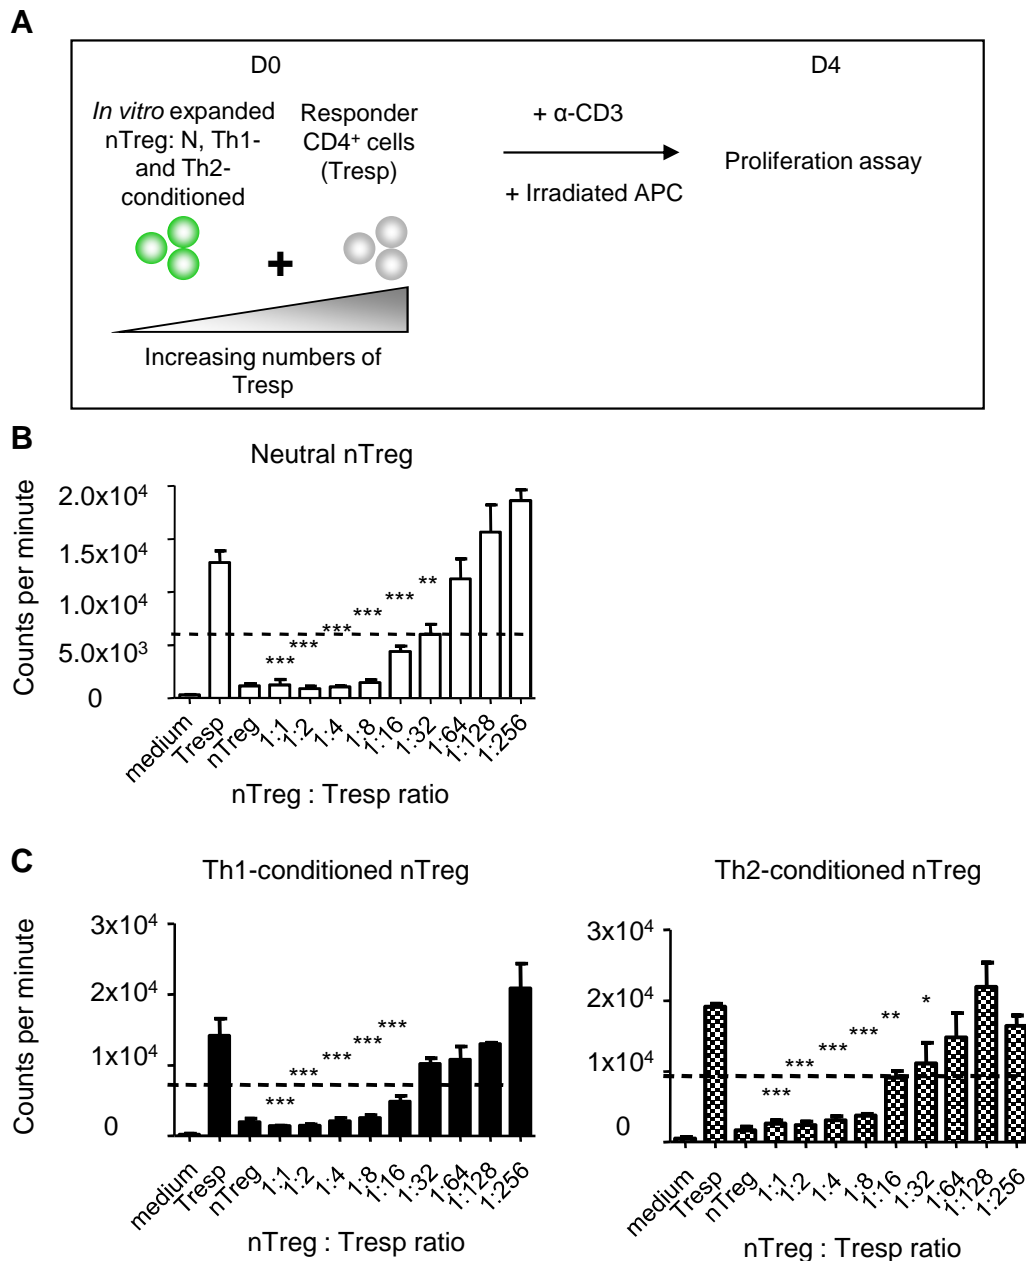 A
D0
D4
In vitro expanded
nTreg: N, Th1-
and Th2-
conditioned
Responder
CD4⁺ cells
(Tresp)
+ α-CD3
+ Irradiated APC
Proliferation assay
+
Increasing numbers of
Tresp
B
Neutral nTreg
Counts per minute
2.0x10⁴
1.5x10⁴
1.0x10⁴
5.0x10³
0
*** *** *** *** *** **
medium Tresp nTreg 1:1 1:2 1:4 1:8 1:16 1:32 1:64 1:128 1:256
nTreg : Tresp ratio
C
Th1-conditioned nTreg
Counts per minute
3x10⁴
2x10⁴
1x10⁴
0
*** *** *** *** ***
medium Tresp nTreg 1:1 1:2 1:4 1:8 1:16 1:32 1:64 1:128 1:256
nTreg : Tresp ratio
Th2-conditioned nTreg
3x10⁴
2x10⁴
1x10⁴
0
*** *** *** *** ** *
medium Tresp nTreg 1:1 1:2 1:4 1:8 1:16 1:32 1:64 1:128 1:256
nTreg : Tresp ratio